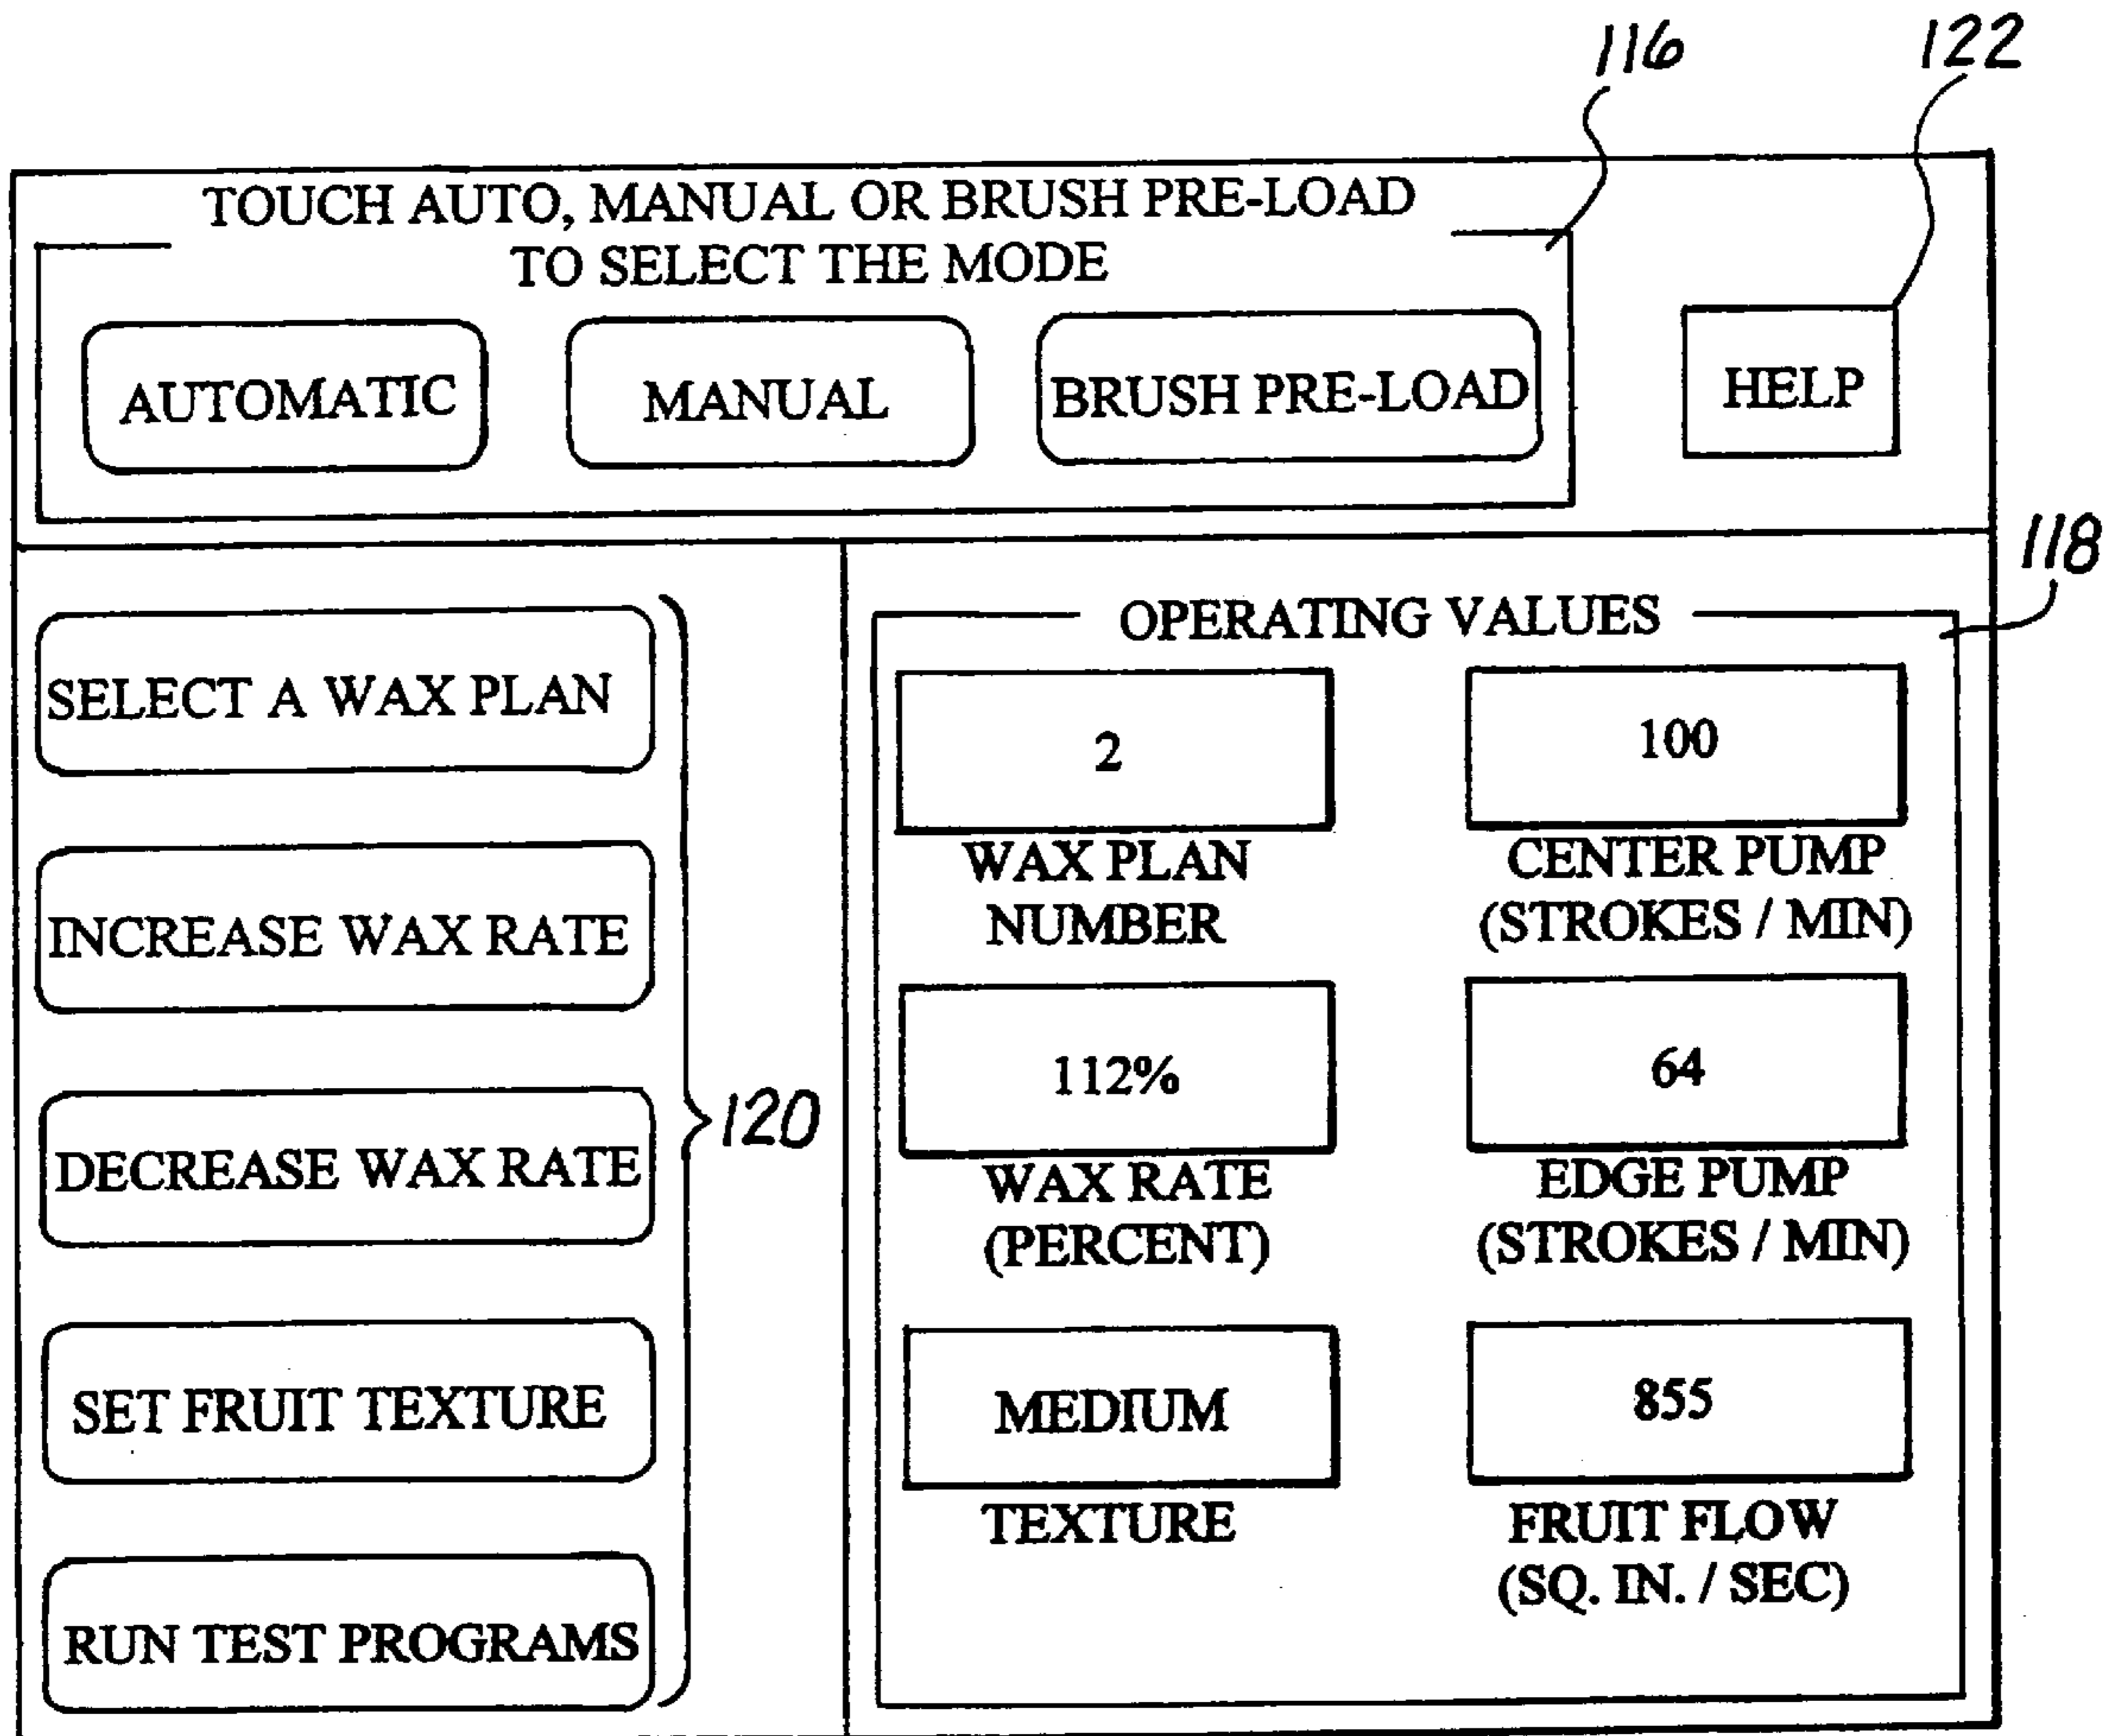 116
122
TOUCH AUTO, MANUAL OR BRUSH PRE-LOAD
TO SELECT THE MODE
AUTOMATIC
MANUAL
BRUSH PRE-LOAD
HELP
118
SELECT A WAX PLAN
INCREASE WAX RATE
DECREASE WAX RATE
SET FRUIT TEXTURE
RUN TEST PROGRAMS
120
OPERATING VALUES
2
WAX PLAN
NUMBER
100
CENTER PUMP
(STROKES / MIN)
112%
WAX RATE
(PERCENT)
64
EDGE PUMP
(STROKES / MIN)
MEDIUM
TEXTURE
855
FRUIT FLOW
(SQ. IN. / SEC)